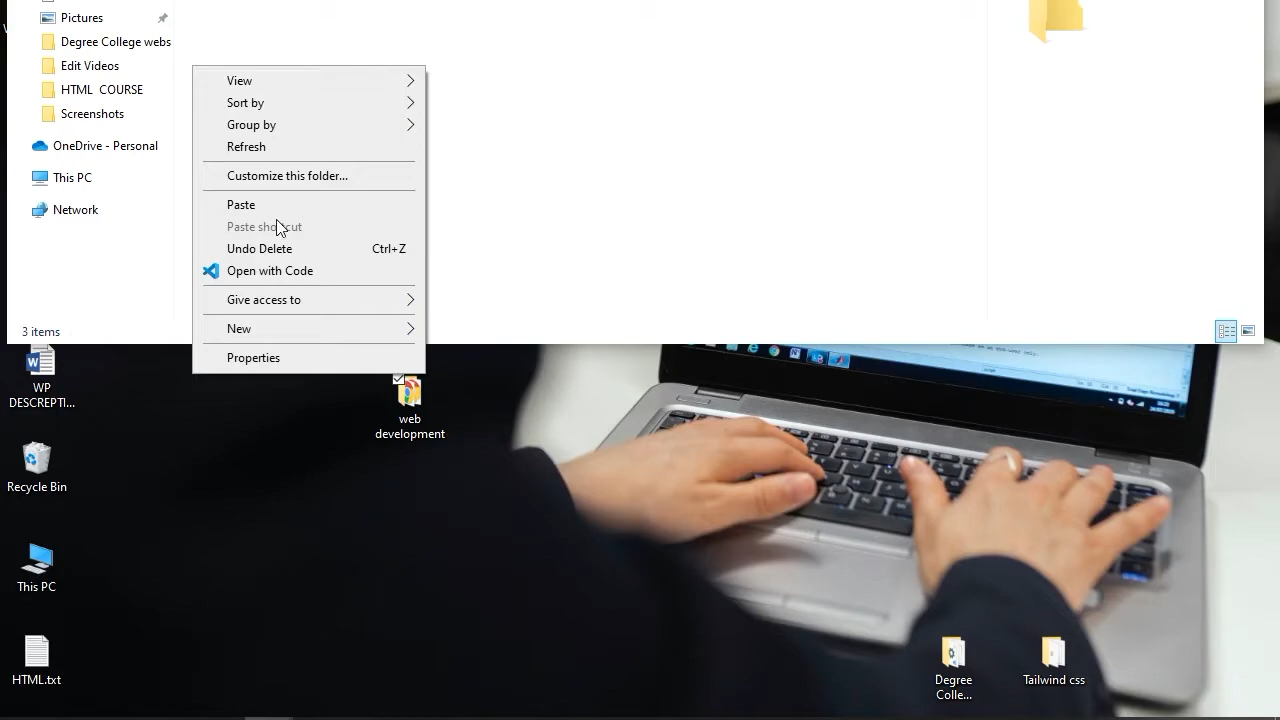 Pictures
Degree College webs
Edit Videos
HTML COURSE
Screenshots
OneDrive - Personal
This PC
Network
3 items
View
Sort by
Group by
Refresh
Customize this folder...
Paste
Paste shortcut
Undo Delete Ctrl+Z
Open with Code
Give access to
New
Properties
WP
DESCREPTI...
web
development
Recycle Bin
This PC
HTML.txt
Degree
Colle...
Tailwind css